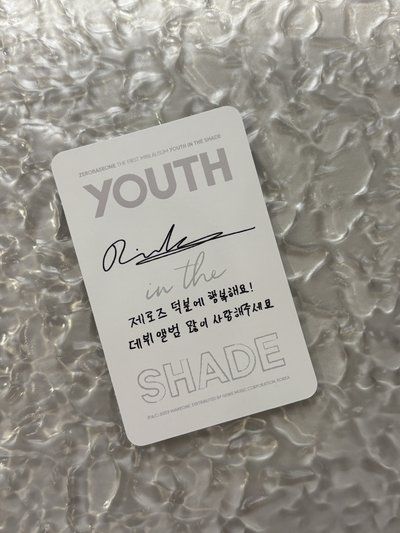 ZEROBASEONE THE FIRST MINI ALBUM YOUTH IN THE SHADE
YOUTH
in the
제로즈 덕분에 행복해요!
데뷔앨범 많이 사랑해주세요
SHADE